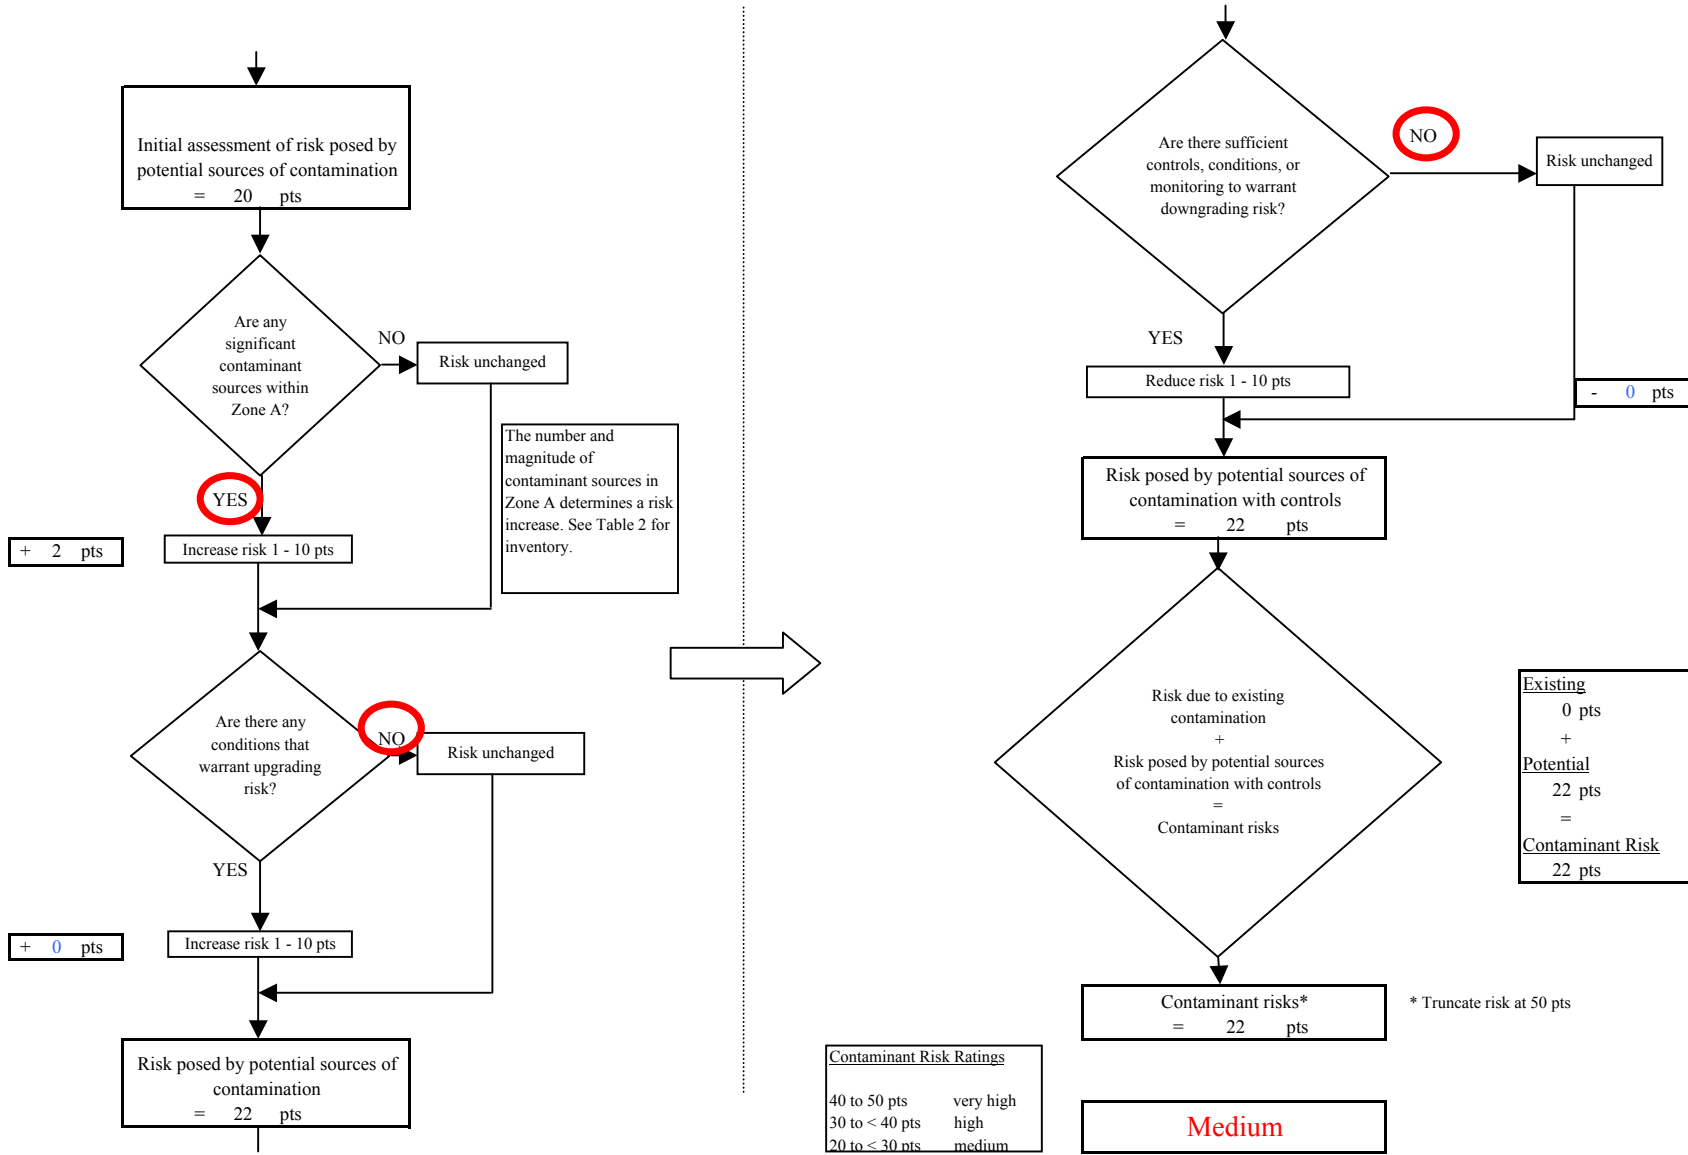 Initial assessment of risk posed by
potential sources of contamination
= 20 pts
Are any
significant
contaminant
sources within
Zone A?
NO
Risk unchanged
YES
The number and
magnitude of
contaminant sources in
Zone A determines a risk
increase. See Table 2 for
inventory.
+ 2 pts
Increase risk 1 - 10 pts
Are there any
conditions that
warrant upgrading
risk?
NO
Risk unchanged
YES
+ 0 pts
Increase risk 1 - 10 pts
Risk posed by potential sources of
contamination
= 22 pts
Are there sufficient
controls, conditions, or
monitoring to warrant
downgrading risk?
NO
Risk unchanged
YES
Reduce risk 1 - 10 pts
- 0 pts
Risk posed by potential sources of
contamination with controls
= 22 pts
Risk due to existing
contamination
+
Risk posed by potential sources
of contamination with controls
=
Contaminant risks
Existing
0 pts
+
Potential
22 pts
=
Contaminant Risk
22 pts
Contaminant risks*
= 22 pts
* Truncate risk at 50 pts
Contaminant Risk Ratings
40 to 50 pts very high
30 to < 40 pts high
20 to < 30 pts medium
Medium